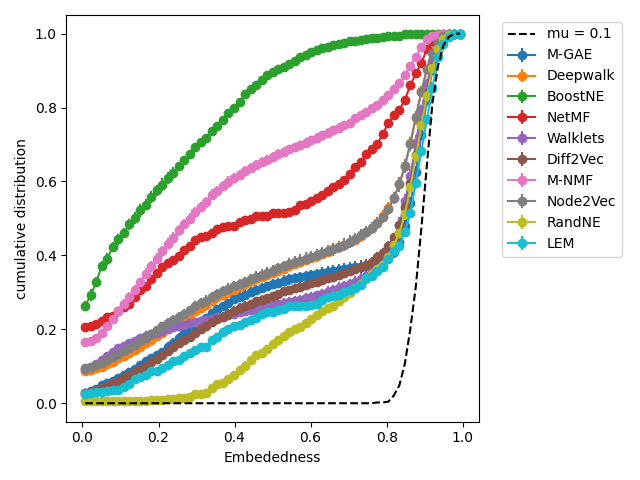 1.0
0.8
0.6
0.4
0.2
0.0
cumulative distribution
0.0 0.2 0.4 0.6 0.8 1.0
Embededness
mu = 0.1
M-GAE
Deepwalk
BoostNE
NetMF
Walklets
Diff2Vec
M-NMF
Node2Vec
RandNE
LEM